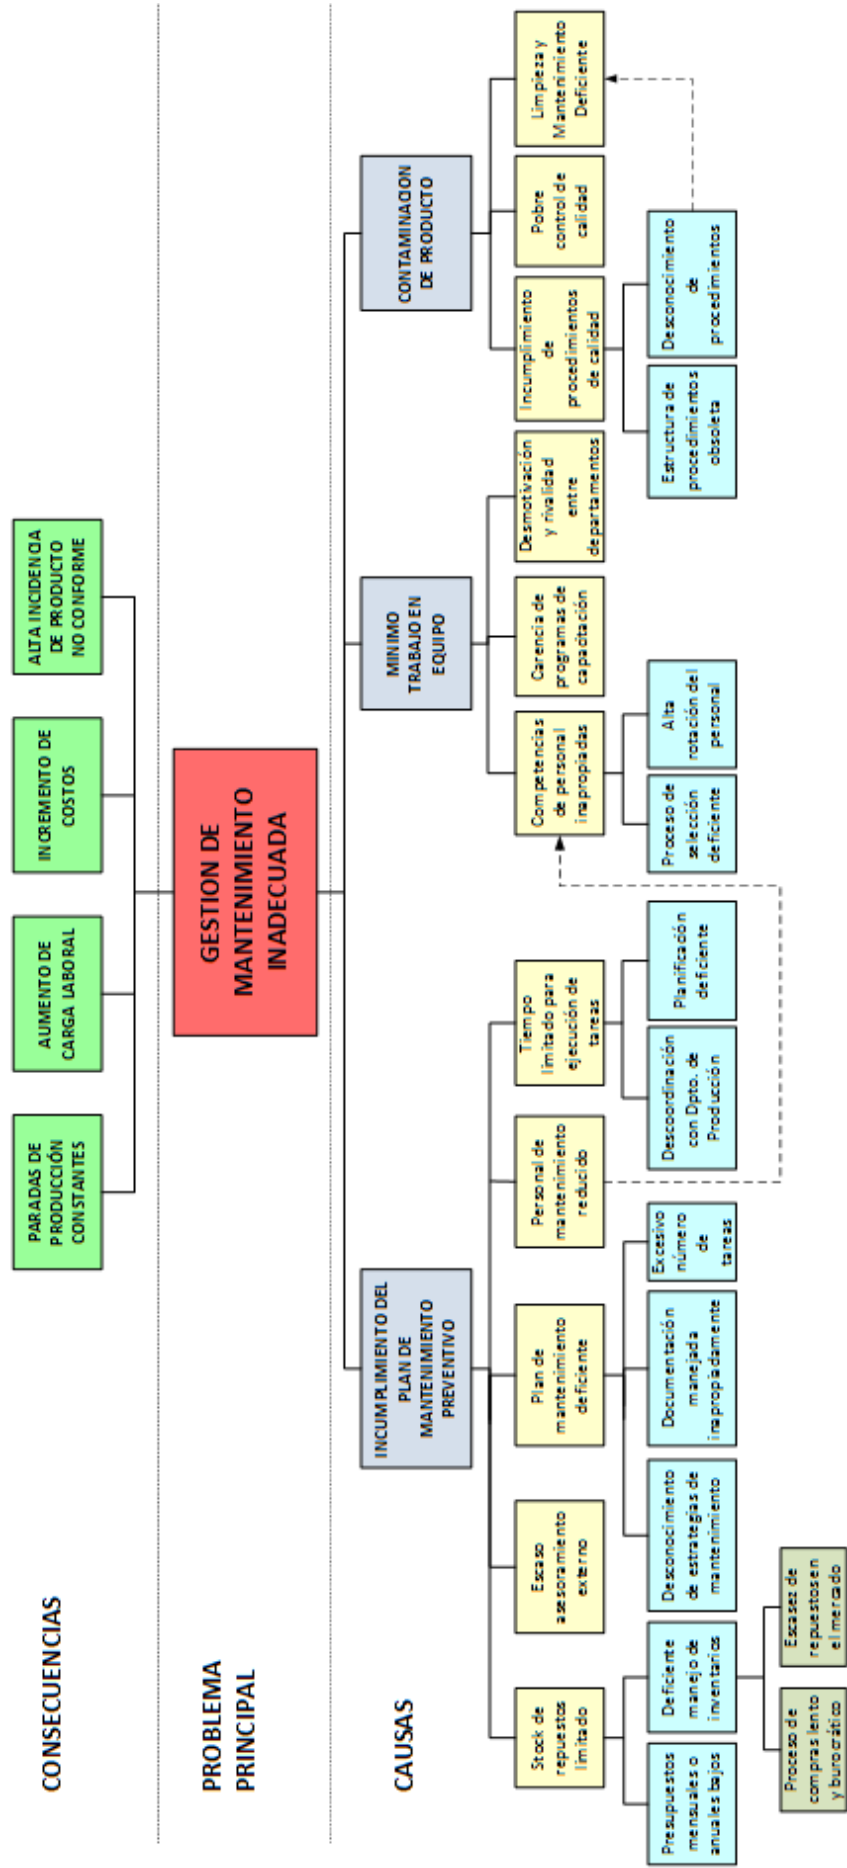 CONSECUENCIAS
PARADAS DE
PRODUCCIÓN
CONSTANTES
AUMENTO DE
CARGA LABORAL
INCREMENTO DE
COSTOS
ALTA INCIDENCIA
DE PRODUCTO
NO CONFORME
PROBLEMA
PRINCIPAL
GESTION DE
MANTENIMIENTO
INADECUADA
CAUSAS
INCUMPLIMIENTO DEL
PLAN DE
MANTENIMIENTO
PREVENTIVO
MINIMO
TRABAJO EN
EQUIPO
CONTAMINACION
DE PRODUCTO
Stock de
repuestos
limitado
Escaso
asesoramiento
externo
Plan de
mantenimiento
deficiente
Personal de
mantenimiento
reducido
Tiempo
limitado para
ejecución de
tareas
Competencias
de personal
inapropiadas
Carencia de
programas de
capacitación
Desmotivación
y rivalidad
entre
departamentos
Incumplimiento
de
procedimientos
de calidad
Pobre
control de
calidad
Limpieza y
Mantenimiento
Deficiente
Presupuestos
mensuales o
anuales bajos
Deficiente
manejo de
inventarios
Desconocimiento
de estrategias de
mantenimiento
Documentación
manejada
inapropiadamente
Excesivo
número
de
tareas
Descoordinación
con Dpto. de
Producción
Planificación
deficiente
Proceso de
selección
deficiente
Alta
rotación del
personal
Estructura de
procedimientos
obsoleta
Desconocimiento
de
procedimientos
Proceso de
compras lento
y burocrático
Escasez de
repuestos en
el mercado